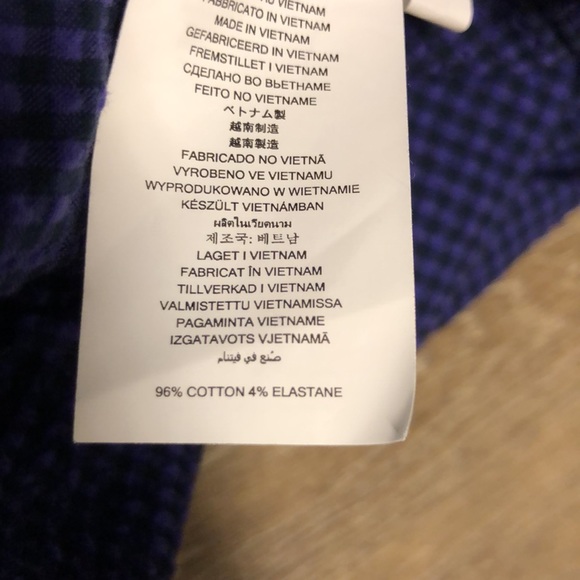 VIETNAM
FABBRICATO IN VIETNAM
MADE IN VIETNAM
GEFABRICEERD IN VIETNAM
FREMSTILLET I VIETNAM
СДЕЛАНО ВО ВЬЕТНАМЕ
FEITO NO VIETNAME
ベトナム製
越南制造
越南製造
FABRICADO NO VIETNÃ
VYROBENO VE VIETNAMU
WYPRODUKOWANO W WIETNAMIE
KÉSZÜLT VIETNÁMBAN
ผลิตในเวียดนาม
제조국: 베트남
LAGET I VIETNAM
FABRICAT ÎN VIETNAM
TILLVERKAD I VIETNAM
VALMISTETTU VIETNAMISSA
PAGAMINTA VIETNAME
IZGATAVOTS VJETNAMĀ
صُنع في فيتنام
96% COTTON 4% ELASTANE